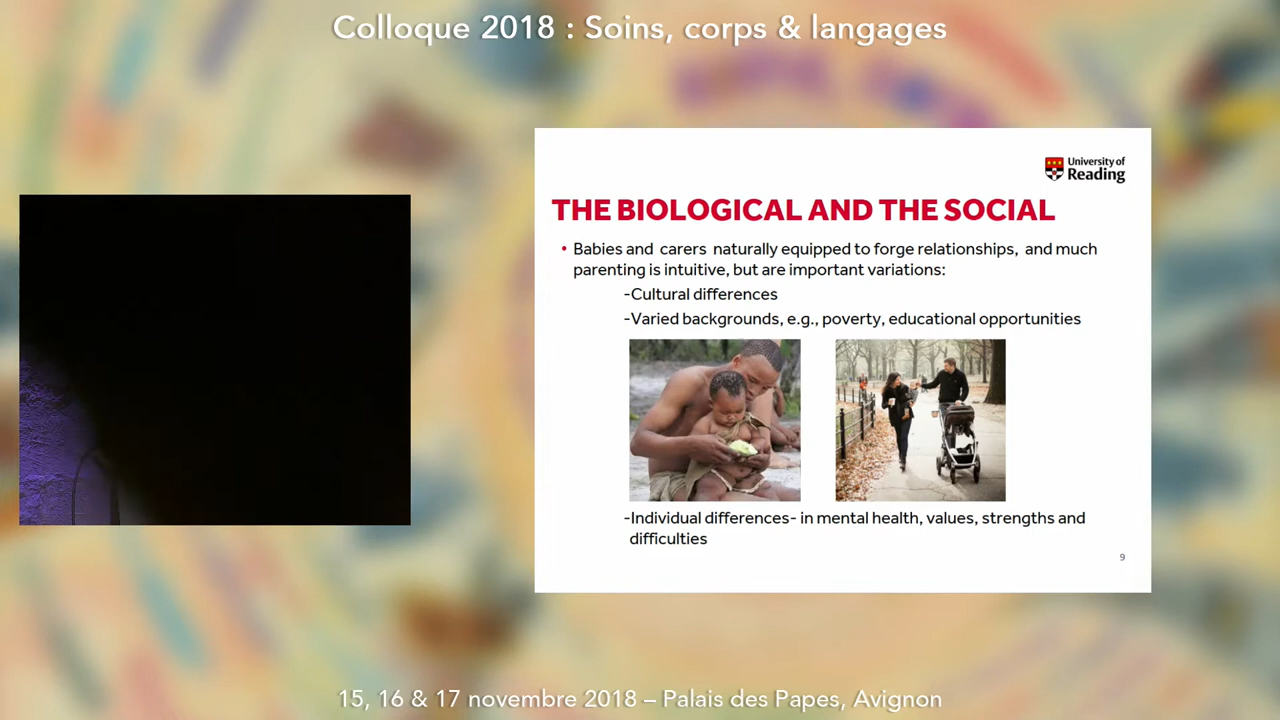 Colloque 2018 : Soins, corps & langages
University of
Reading
THE BIOLOGICAL AND THE SOCIAL
• Babies and carers naturally equipped to forge relationships, and much
parenting is intuitive, but are important variations:
-Cultural differences
-Varied backgrounds, e.g., poverty, educational opportunities
-Individual differences- in mental health, values, strengths and
difficulties
9
15, 16 & 17 novembre 2018 – Palais des Papes, Avignon